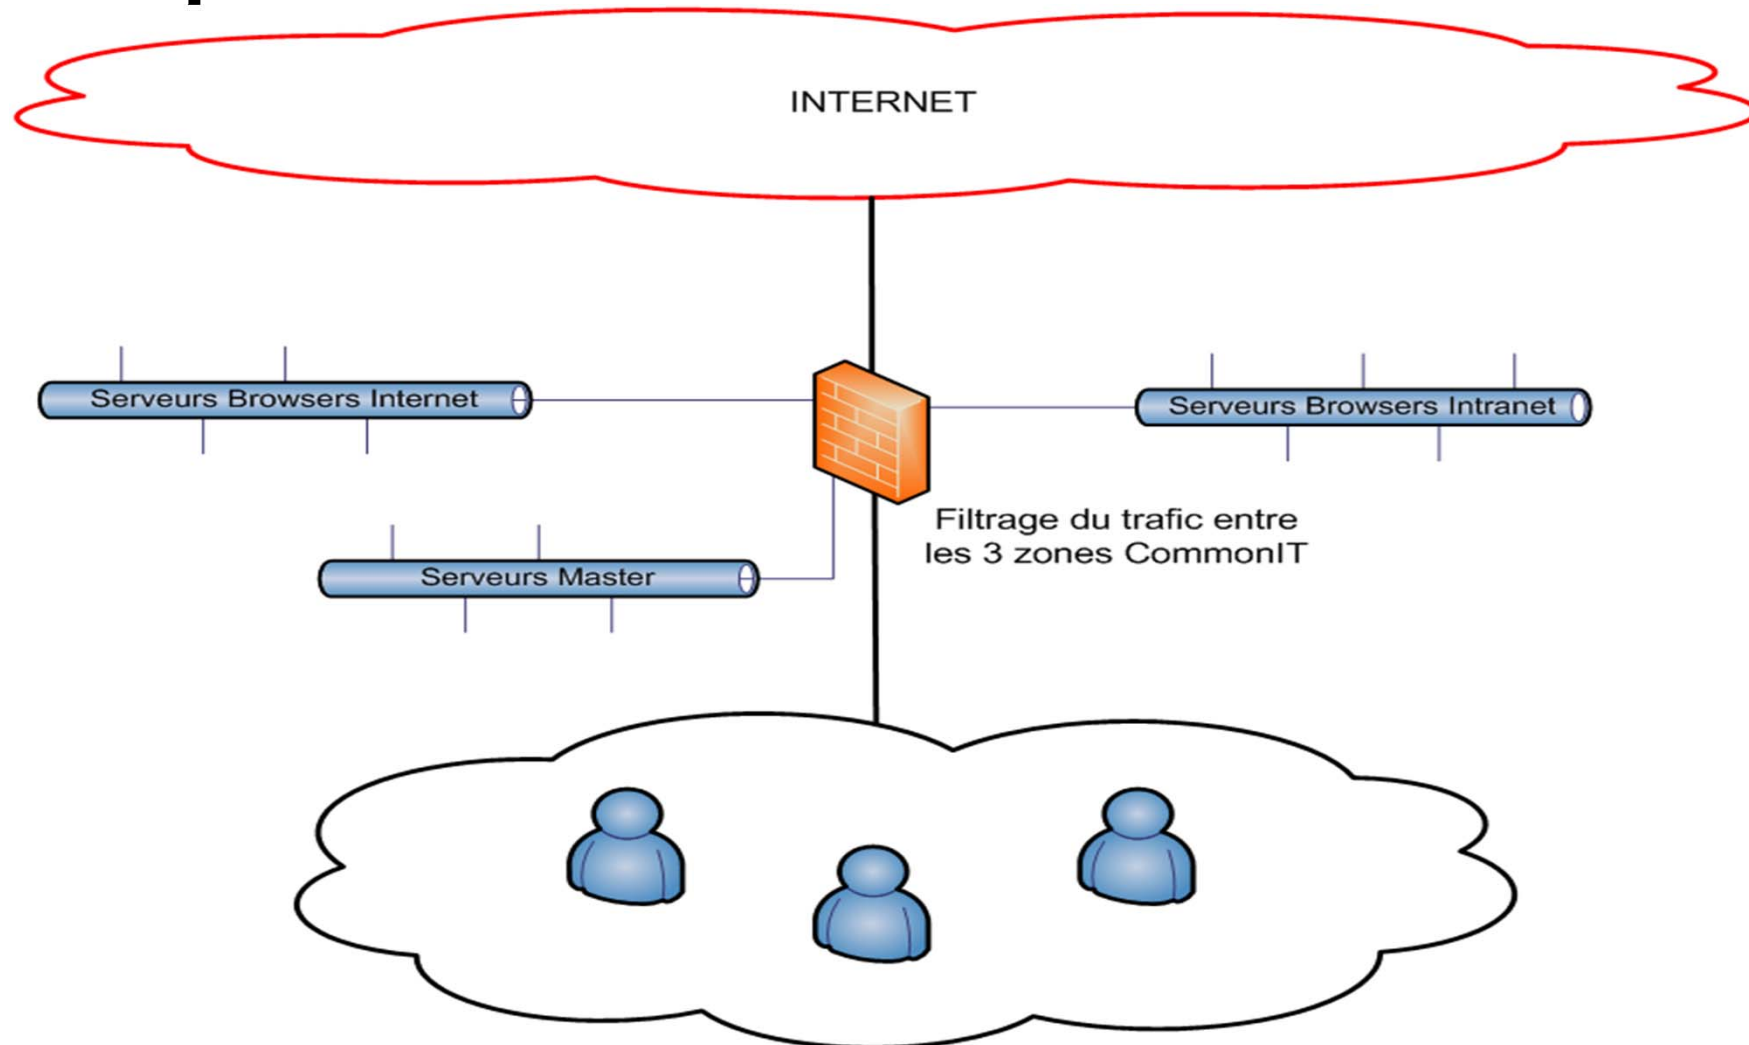 INTERNET
Serveurs Browsers Internet
Serveurs Browsers Intranet
Filtrage du trafic entre
les 3 zones CommonIT
Serveurs Master